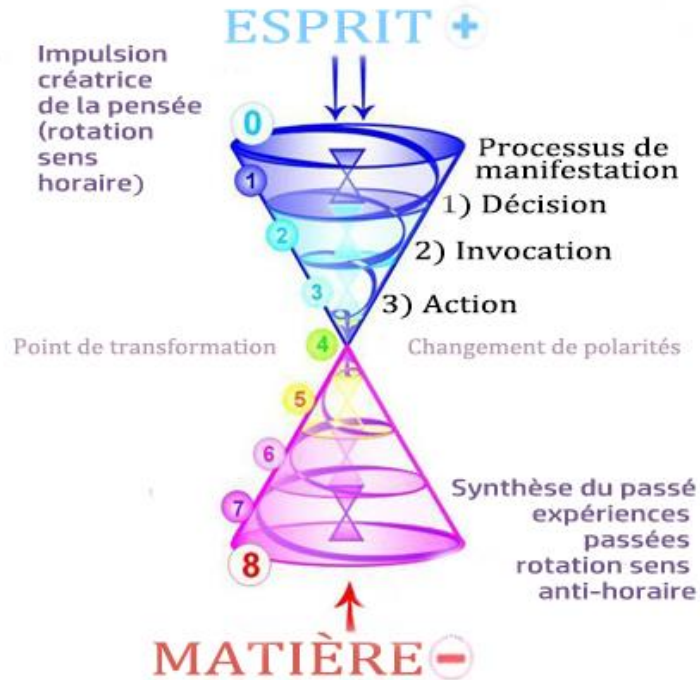 ESPRIT +
Impulsion
créatrice
de la pensée
(rotation
sens
horaire)
0
1
2
3
Processus de
manifestation
1) Décision
2) Invocation
3) Action
Point de transformation
4
Changement de polarités
5
6
7
8
Synthèse du passé
expériences
passées
rotation sens
anti-horaire
MATIÈRE −